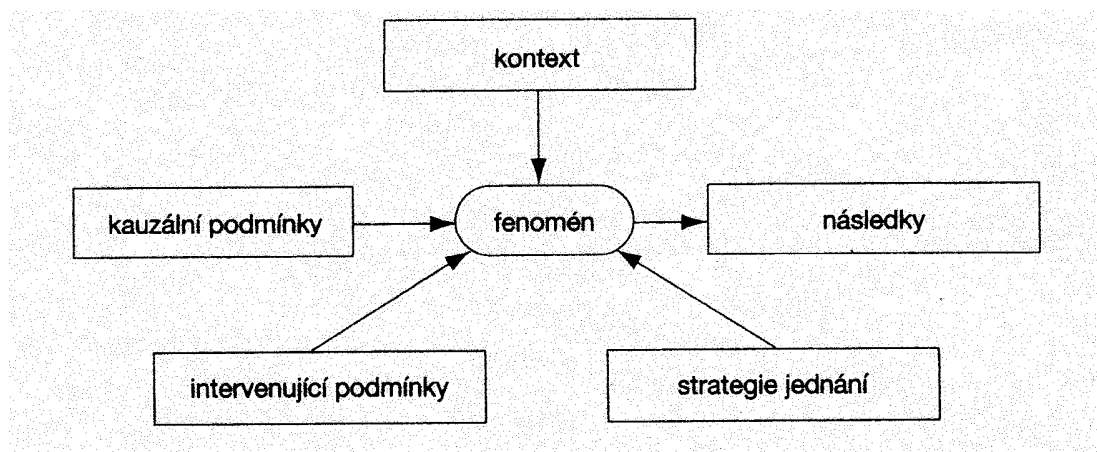 kontext
kauzální podmínky
fenomén
následky
intervenující podmínky
strategie jednání